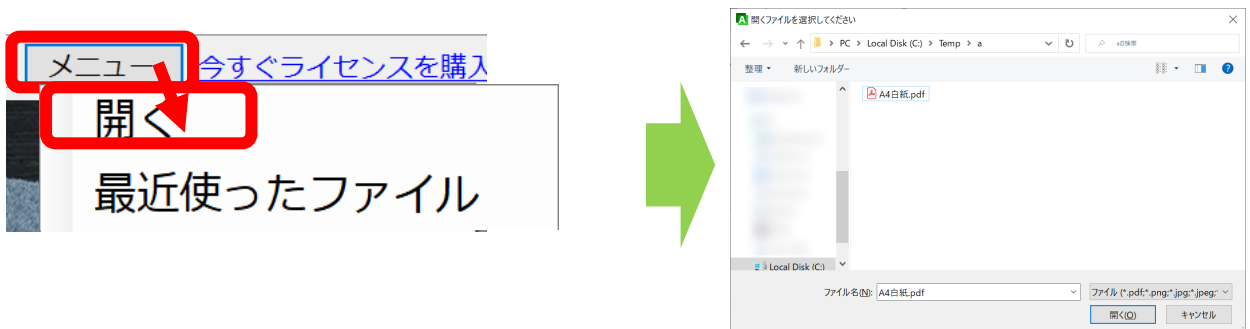 メニュー 今すぐライセンスを購入
開く
最近使ったファイル
開くファイルを選択してください
PC > Local Disk (C:) > Temp > a
aの検索
整理 新しいフォルダー
A4白紙.pdf
Local Disk (C:)
ファイル名(N): A4白紙.pdf
ファイル (*.pdf;*.png;*.jpg;*.jpeg;*
開く(O) キャンセル